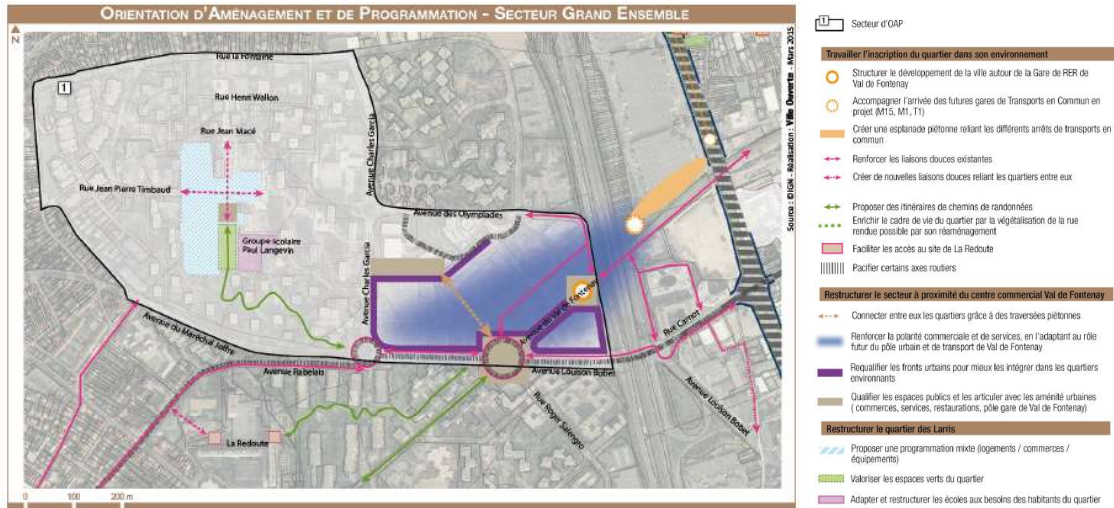 ORIENTATION D'AMÉNAGEMENT ET DE PROGRAMMATION - SECTEUR GRAND ENSEMBLE
N
1
Rue la Fontaine
Rue Henri Wallon
Rue Jean Macé
Rue Jean Pierre Timbaud
Groupe scolaire
Paul Langevin
Avenue Charles Garcia
Avenue des Olympiades
Avenue Charles Garcia
Avenue du Val de Fontenay
Rue Carnot
Avenue du Maréchal Joffre
Avenue Rabelais
Avenue Louison Bobet
Avenue Louison Bobet
Rue Roger Salengro
La Redoute
0 100 200 m
Source : ©IGN - Réalisation : Ville Ouverte - Mars 2015
1 Secteur d'OAP
Travailler l'inscription du quartier dans son environnement
Structurer le développement de la ville autour de la Gare de RER de
Val de Fontenay
Accompagner l'arrivée des futures gares de Transports en Commun en
projet (M15, M1, T1)
Créer une esplanade piétonne reliant les différents arrêts de transports en
commun
Renforcer les liaisons douces existantes
Créer de nouvelles liaisons douces reliant les quartiers entre eux
Proposer des itinéraires de chemins de randonnées
Enrichir le cadre de vie du quartier par la végétalisation de la rue
rendue possible par son réaménagement
Faciliter les accès au site de La Redoute
Pacifier certains axes routiers
Restructurer le secteur à proximité du centre commercial Val de Fontenay
Connecter entre eux les quartiers grâce à des traversées piétonnes
Renforcer la polarité commerciale et de services, en l'adaptant au rôle
futur du pôle urbain et de transport de Val de Fontenay
Requalifier les fronts urbains pour mieux les intégrer dans les quartiers
environnants
Qualifier les espaces publics et les articuler avec les aménité urbaines
( commerces, services, restaurations, pôle gare de Val de Fontenay)
Restructurer le quartier des Larris
Proposer une programmation mixte (logements / commerces /
équipements)
Valoriser les espaces verts du quartier
Adapter et restructurer les écoles aux besoins des habitants du quartier